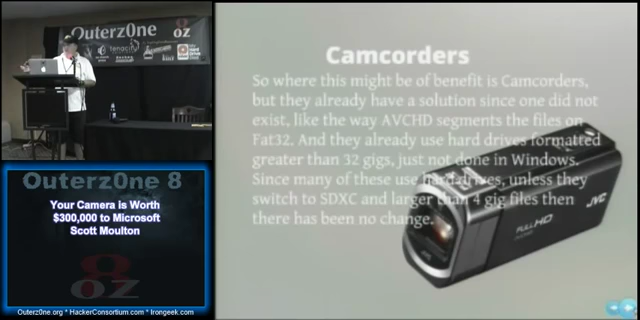 Outerz0ne
8
oz
tenacity
Camcorders
So where this might be of benefit is Camcorders,
but they already have a solution since one did not
exist, like the way AVCHD segments the files on
Fat32. And they already use hard drives formatted
greater than 32 gigs, just not done in Windows.
Since many of these use hard drives, unless they
switch to SDXC and larger than 4 gig files then
there has been no change.
FULL HD
JVC
Outerz0ne 8
Your Camera is Worth
$300,000 to Microsoft
Scott Moulton
8
oz
Outerz0ne.org * HackerConsortium.com * Irongeek.com